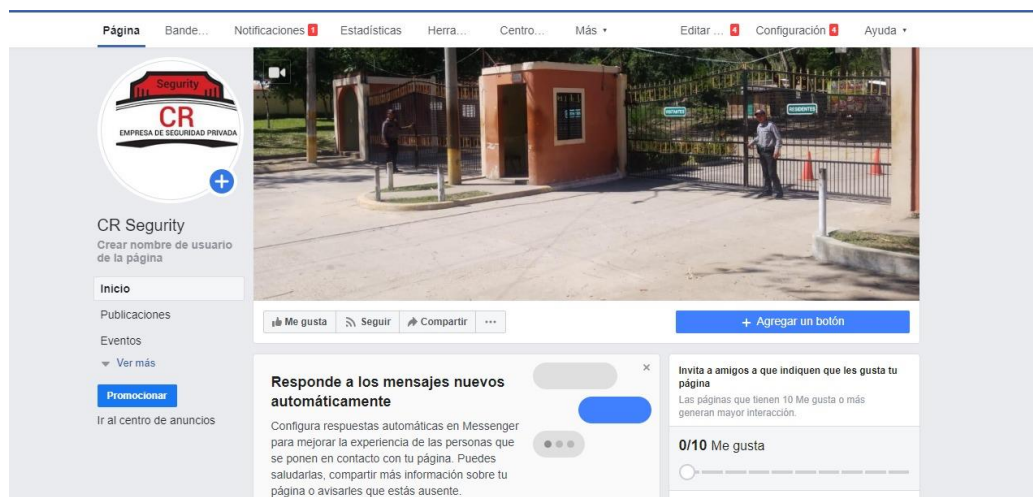 Página Bande... Notificaciones 1 Estadísticas Herra... Centro... Más Editar ... 4 Configuración 4 Ayuda
Segurity
CR
EMPRESA DE SEGURIDAD PRIVADA
VISITANTES
RESIDENTES
CR Segurity
Crear nombre de usuario
de la página
Inicio
Publicaciones
Eventos
Ver más
Promocionar
Ir al centro de anuncios
Me gusta Seguir Compartir ...
+ Agregar un botón
Responde a los mensajes nuevos
automáticamente
Configura respuestas automáticas en Messenger
para mejorar la experiencia de las personas que
se ponen en contacto con tu página. Puedes
saludarlas, compartir más información sobre tu
página o avisarles que estás ausente.
Invita a amigos a que indiquen que les gusta tu
página
Las páginas que tienen 10 Me gusta o más
generan mayor interacción.
0/10 Me gusta